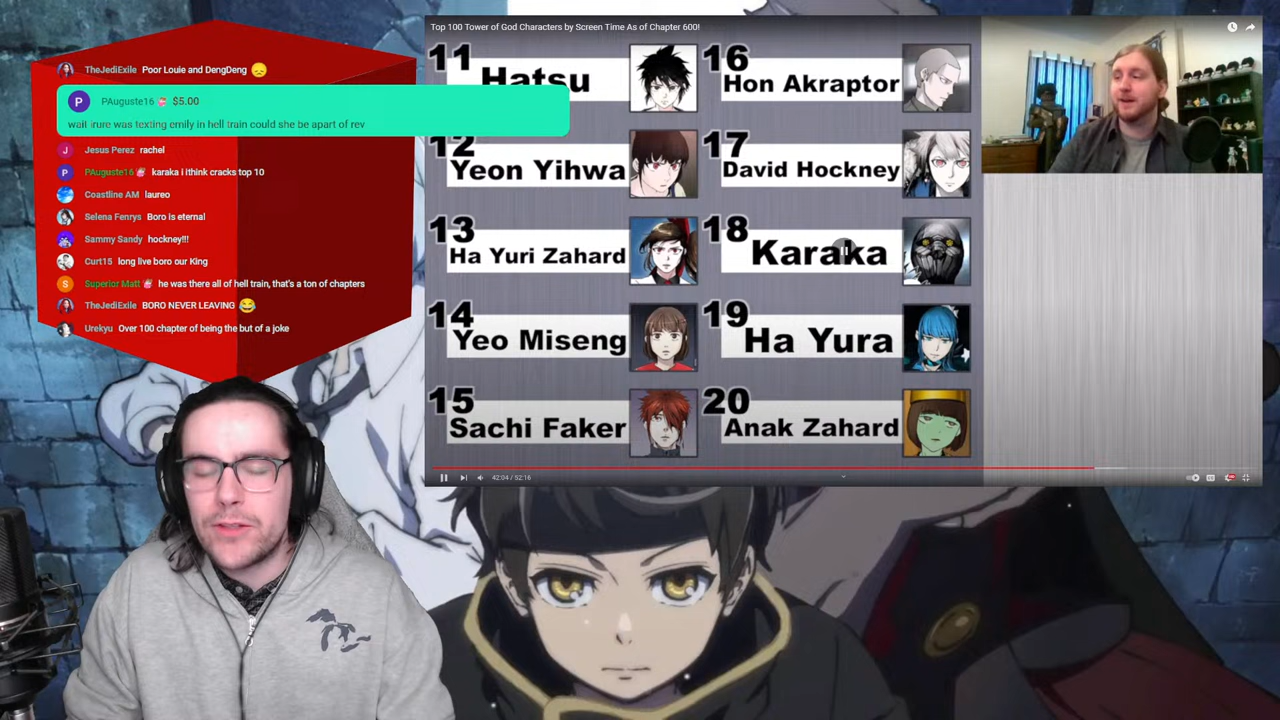 Top 100 Tower of God Characters by Screen Time As of Chapter 600!
TheJediExile Poor Louie and DengDeng
P PAuguste16 $5.00
wait irure was texting emily in hell train could she be apart of rev
J Jesus Perez rachel
P PAuguste16 karaka i ithink cracks top 10
Coastline AM laureo
Selena Fenrys Boro is eternal
Sammy Sandy hockney!!!
Curt15 long live boro our King
S Superior Matt he was there all of hell train, that's a ton of chapters
TheJediExile BORO NEVER LEAVING
Urekyu Over 100 chapter of being the but of a joke
11 Hatsu
12 Yeon Yihwa
13 Ha Yuri Zahard
14 Yeo Miseng
15 Sachi Faker
16 Hon Akraptor
17 David Hockney
18 Karaka
19 Ha Yura
20 Anak Zahard
42:04 / 52:16